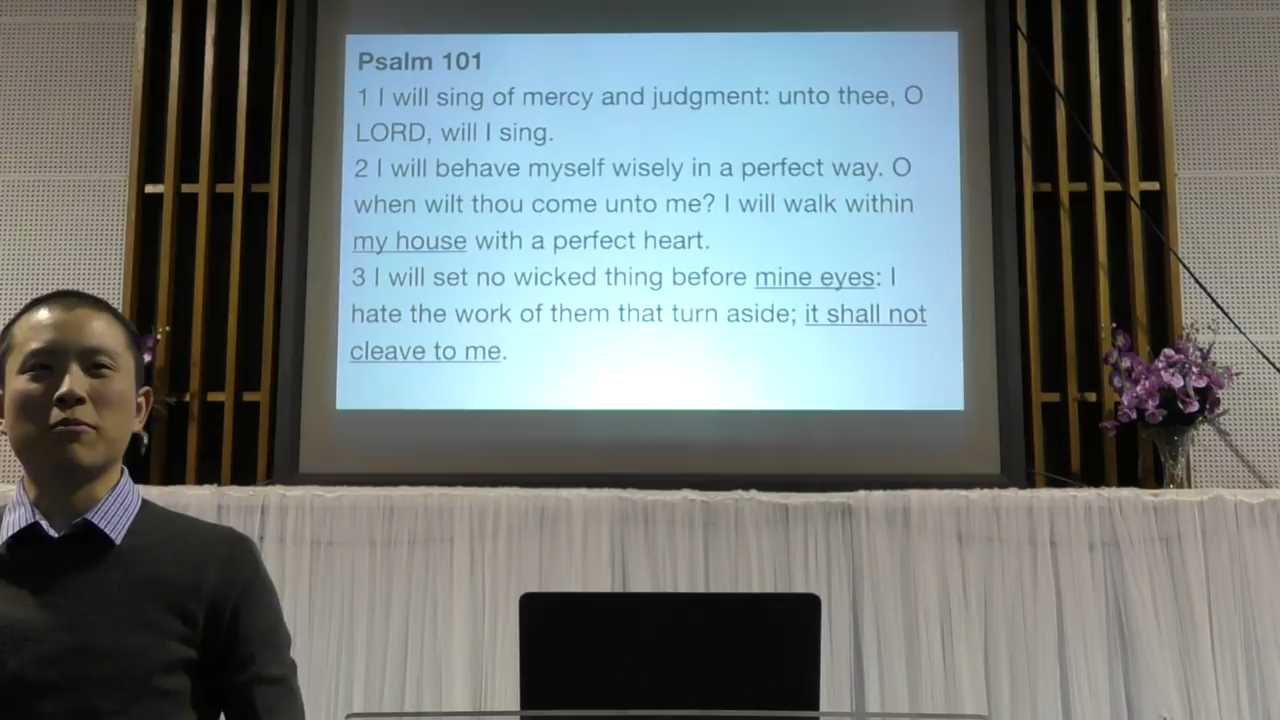 Psalm 101
1 I will sing of mercy and judgment: unto thee, O
LORD, will I sing.
2 I will behave myself wisely in a perfect way. O
when wilt thou come unto me? I will walk within
my house with a perfect heart.
3 I will set no wicked thing before mine eyes: I
hate the work of them that turn aside; it shall not
cleave to me.